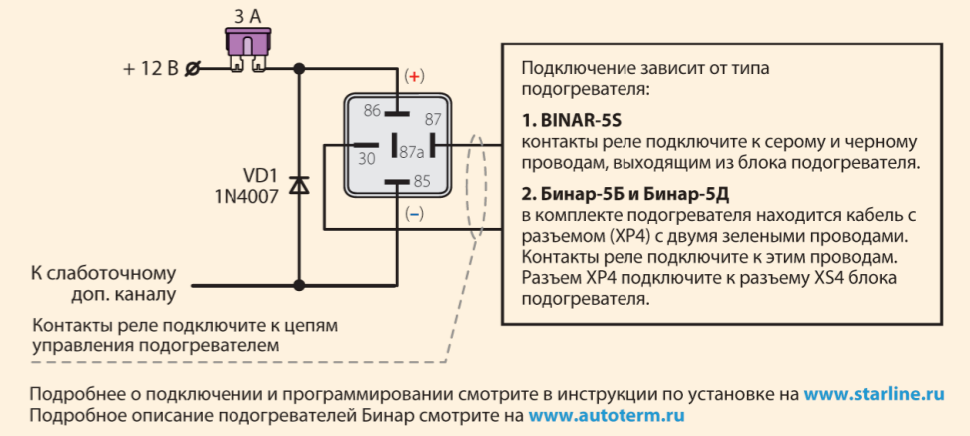 3 А
+ 12 В
(+)
86
87
30
87a
85
VD1
1N4007
(–)
К слаботочному
доп. каналу
Контакты реле подключите к цепям
управления подогревателем
Подключение зависит от типа
подогревателя:
1. BINAR-5S
контакты реле подключите к серому и черному
проводам, выходящим из блока подогревателя.
2. Бинар-5Б и Бинар-5Д
в комплекте подогревателя находится кабель с
разъемом (XP4) с двумя зелеными проводами.
Контакты реле подключите к этим проводам.
Разъем XP4 подключите к разъему XS4 блока
подогревателя.
Подробнее о подключении и программировании смотрите в инструкции по установке на www.starline.ru
Подробное описание подогревателей Бинар смотрите на www.autoterm.ru